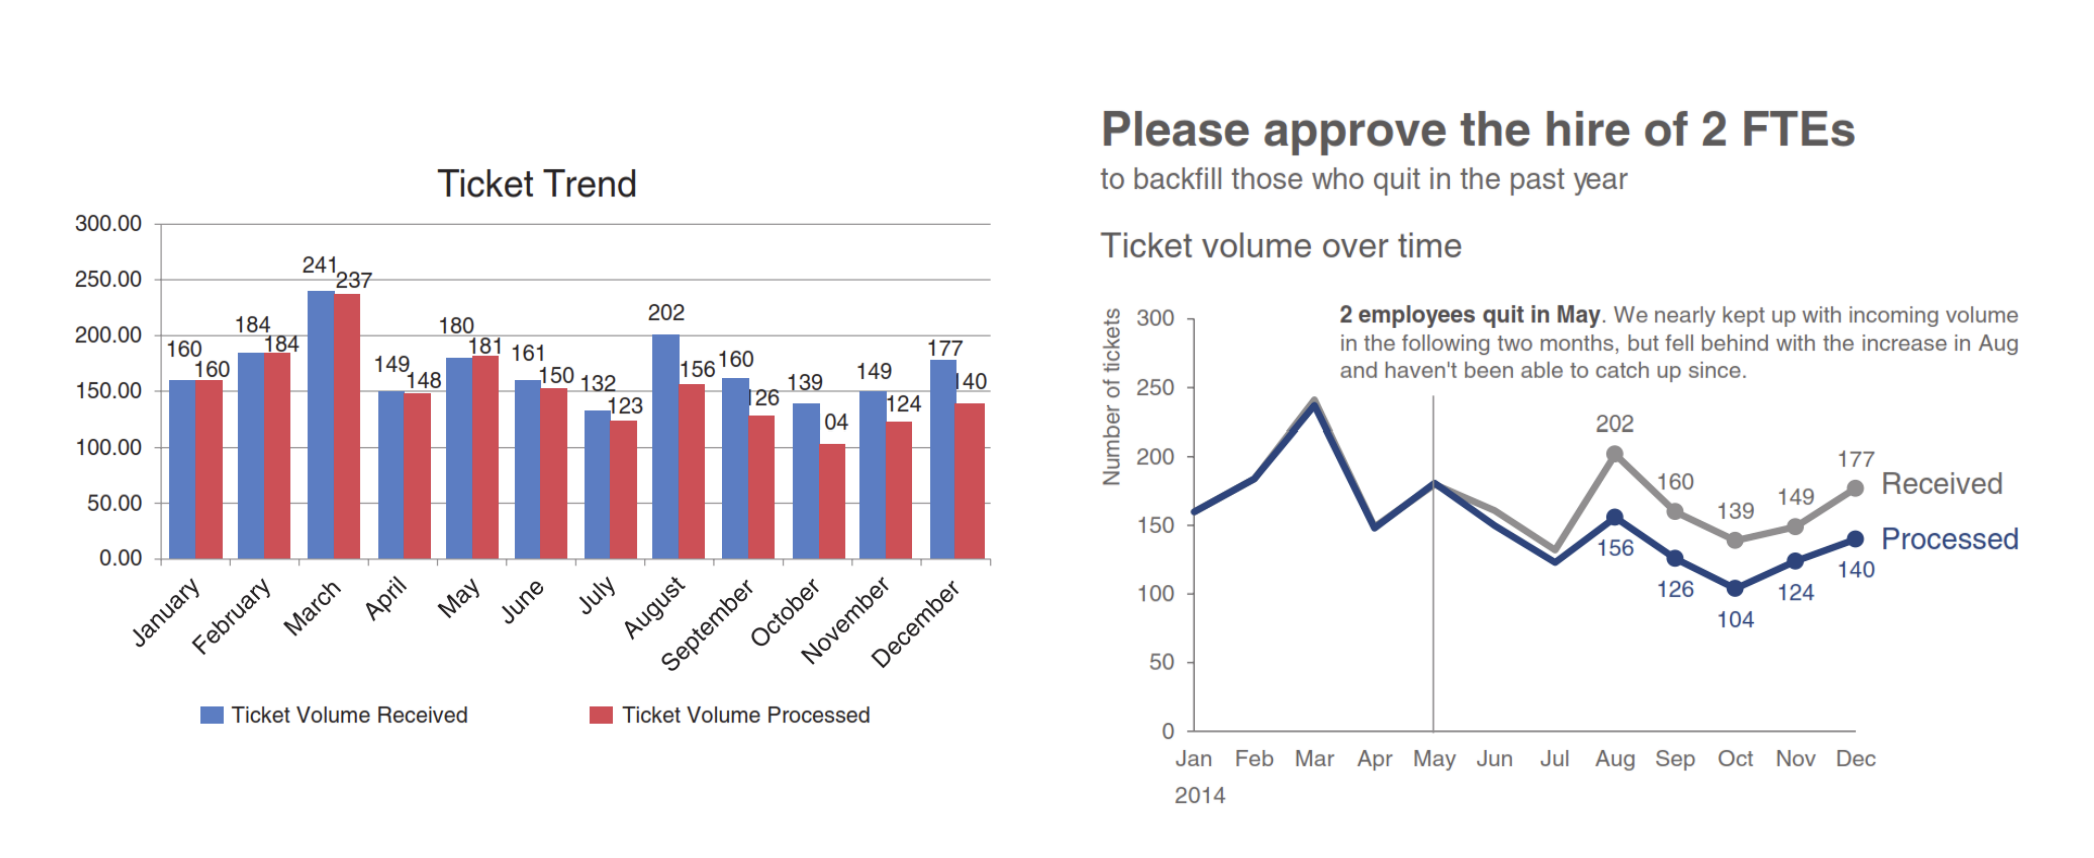 Ticket Trend
300.00
250.00
200.00
150.00
100.00
50.00
0.00
160
160
184
184
241
237
149
148
180
181
161
150
132
123
202
156
160
126
139
04
149
124
177
140
January
February
March
April
May
June
July
August
September
October
November
December
Ticket Volume Received
Ticket Volume Processed
Please approve the hire of 2 FTEs
to backfill those who quit in the past year
Ticket volume over time
Number of tickets
300
250
200
150
100
50
0
2 employees quit in May. We nearly kept up with incoming volume
in the following two months, but fell behind with the increase in Aug
and haven't been able to catch up since.
202
160
139
149
177
Received
156
126
104
124
140
Processed
Jan Feb Mar Apr May Jun Jul Aug Sep Oct Nov Dec
2014